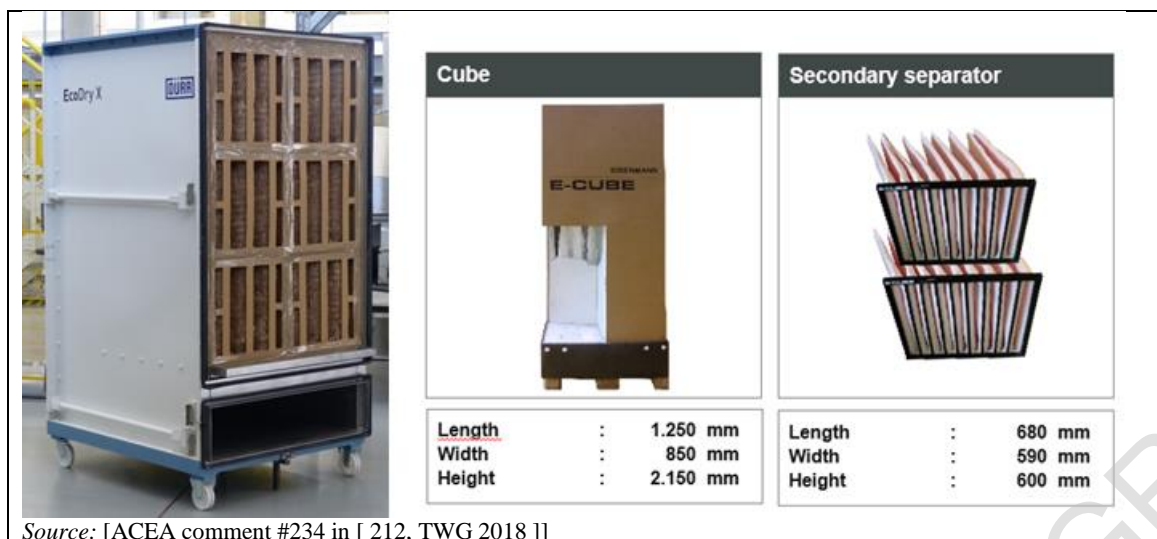 EcoDry X
DÜRR
Cube
EISENMANN
E-CUBE
Length : 1.250 mm
Width : 850 mm
Height : 2.150 mm
Secondary separator
Length : 680 mm
Width : 590 mm
Height : 600 mm
Source: [ACEA comment #234 in [ 212, TWG 2018 ]]